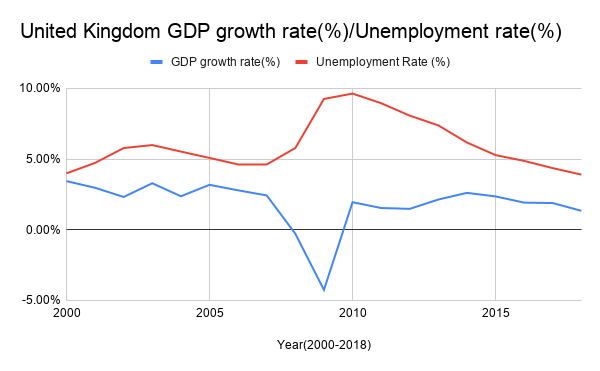 United Kingdom GDP growth rate(%)/Unemployment rate(%)
GDP growth rate(%) Unemployment Rate (%)
10.00%
5.00%
0.00%
-5.00%
2000 2005 2010 2015
Year(2000-2018)